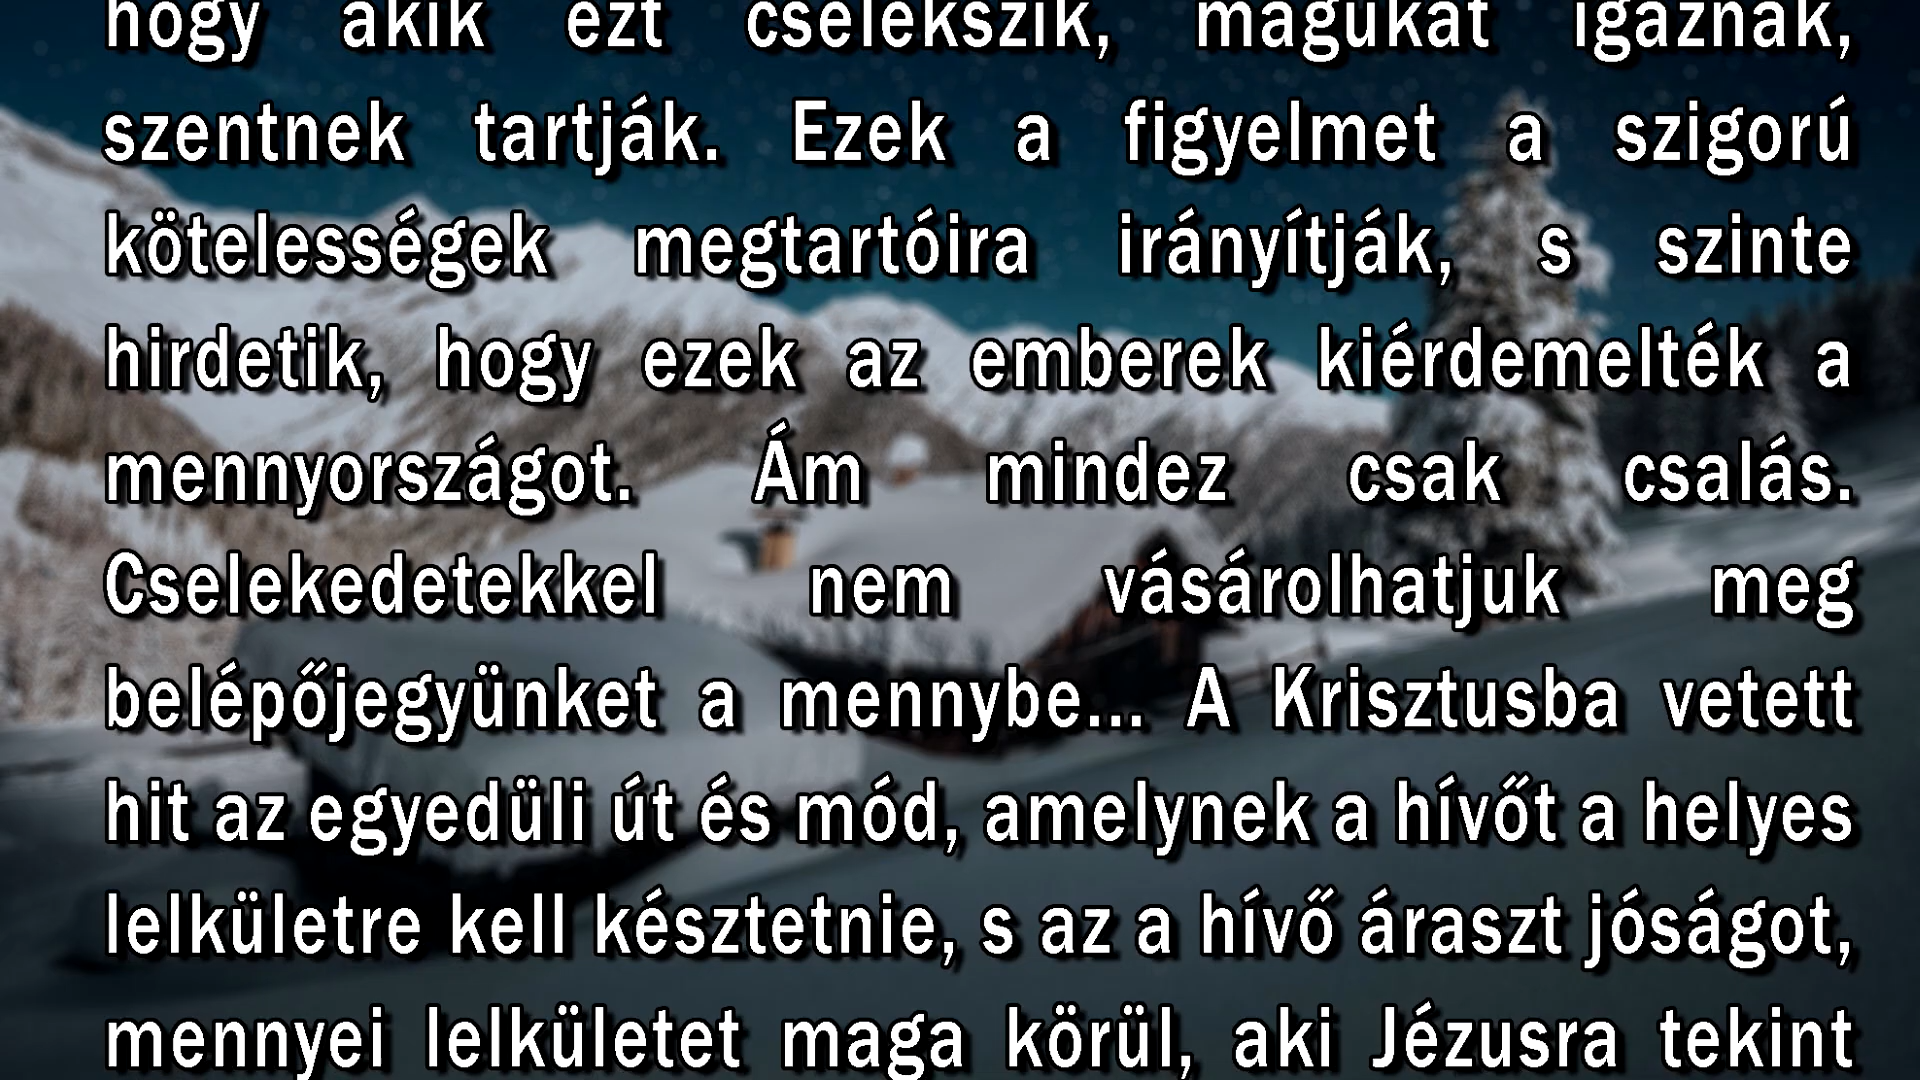 hogy akik ezt cselekszik, magukat igaznak,
szentnek tartják. Ezek a figyelmet a szigorú
kötelességek megtartóira irányítják, s szinte
hirdetik, hogy ezek az emberek kiérdemelték a
mennyországot. Ám mindez csak csalás.
Cselekedetekkel nem vásárolhatjuk meg
belépőjegyünket a mennybe... A Krisztusba vetett
hit az egyedüli út és mód, amelynek a hívőt a helyes
lelkületre kell késztetnie, s az a hívő áraszt jóságot,
mennyei lelkületet maga körül, aki Jézusra tekint